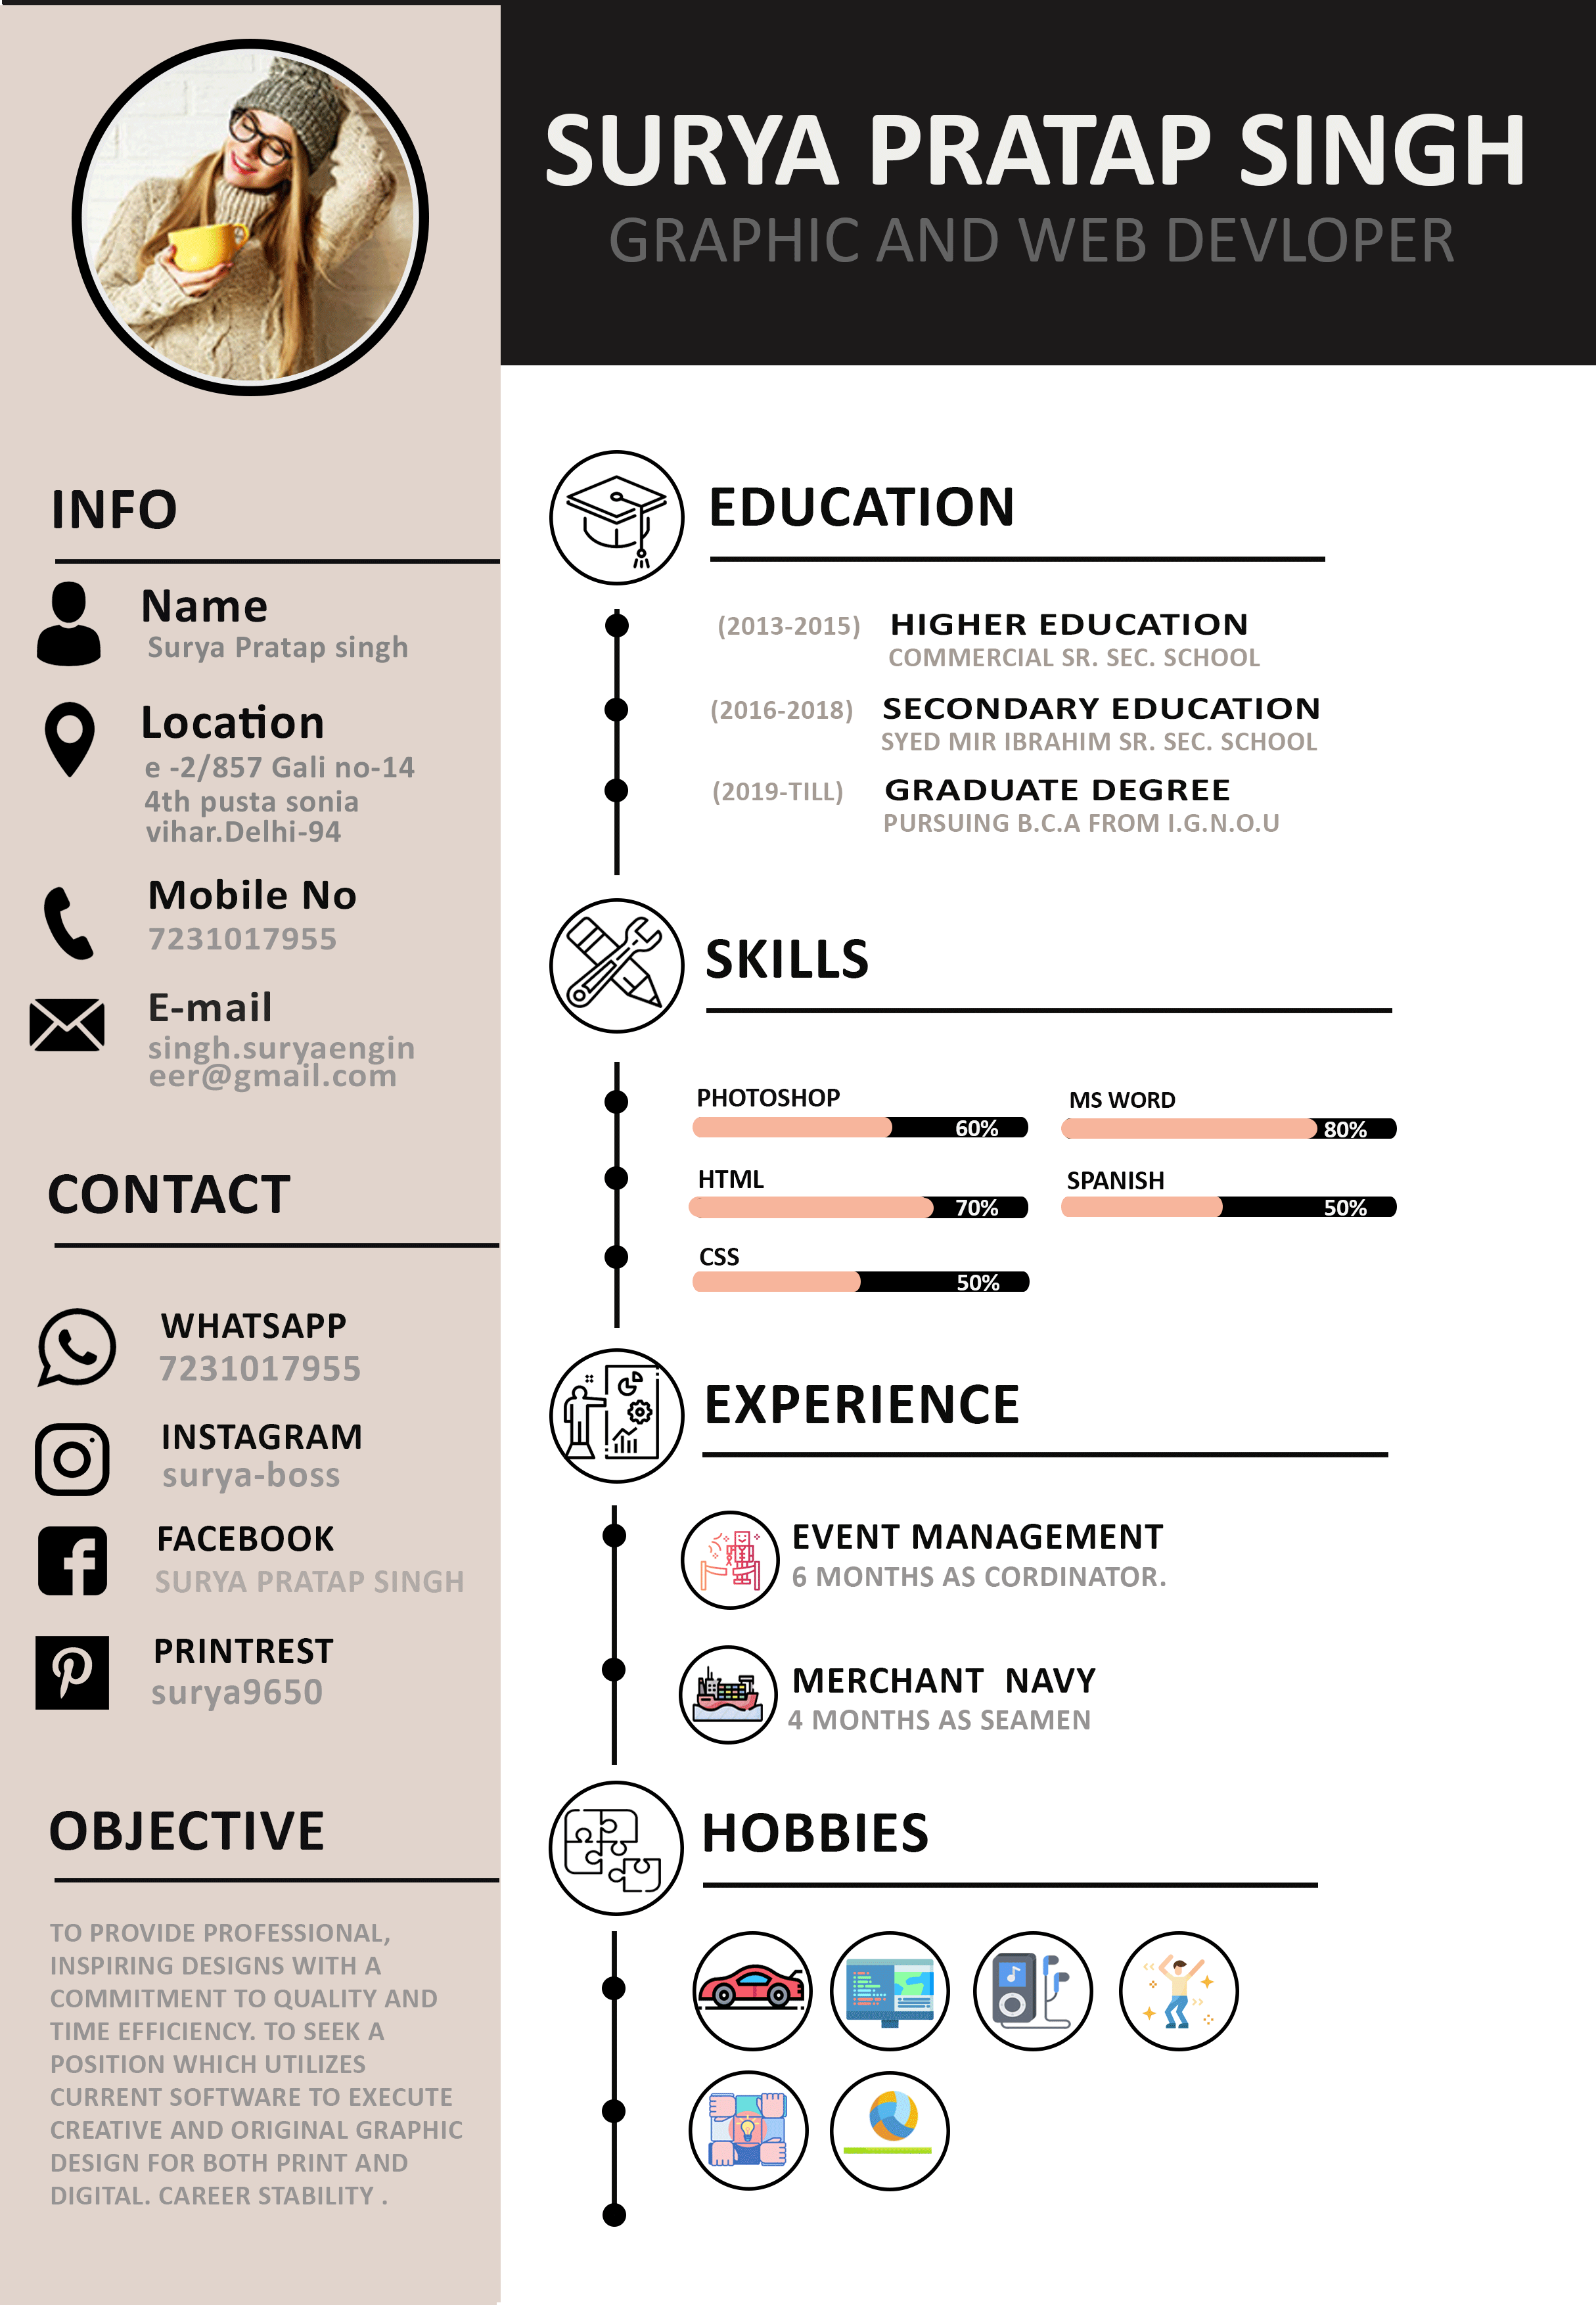 SURYA PRATAP SINGH
GRAPHIC AND WEB DEVLOPER
INFO
Name
Surya Pratap singh
Location
e -2/857 Gali no-14
4th pusta sonia
vihar.Delhi-94
Mobile No
7231017955
E-mail
singh.suryaengin
eer@gmail.com
CONTACT
WHATSAPP
7231017955
INSTAGRAM
surya-boss
FACEBOOK
SURYA PRATAP SINGH
PRINTREST
surya9650
OBJECTIVE
TO PROVIDE PROFESSIONAL,
INSPIRING DESIGNS WITH A
COMMITMENT TO QUALITY AND
TIME EFFICIENCY. TO SEEK A
POSITION WHICH UTILIZES
CURRENT SOFTWARE TO EXECUTE
CREATIVE AND ORIGINAL GRAPHIC
DESIGN FOR BOTH PRINT AND
DIGITAL. CAREER STABILITY .
EDUCATION
(2013-2015) HIGHER EDUCATION
COMMERCIAL SR. SEC. SCHOOL
(2016-2018) SECONDARY EDUCATION
SYED MIR IBRAHIM SR. SEC. SCHOOL
(2019-TILL) GRADUATE DEGREE
PURSUING B.C.A FROM I.G.N.O.U
SKILLS
PHOTOSHOP
60%
MS WORD
80%
HTML
70%
SPANISH
50%
CSS
50%
EXPERIENCE
EVENT MANAGEMENT
6 MONTHS AS CORDINATOR.
MERCHANT NAVY
4 MONTHS AS SEAMEN
HOBBIES